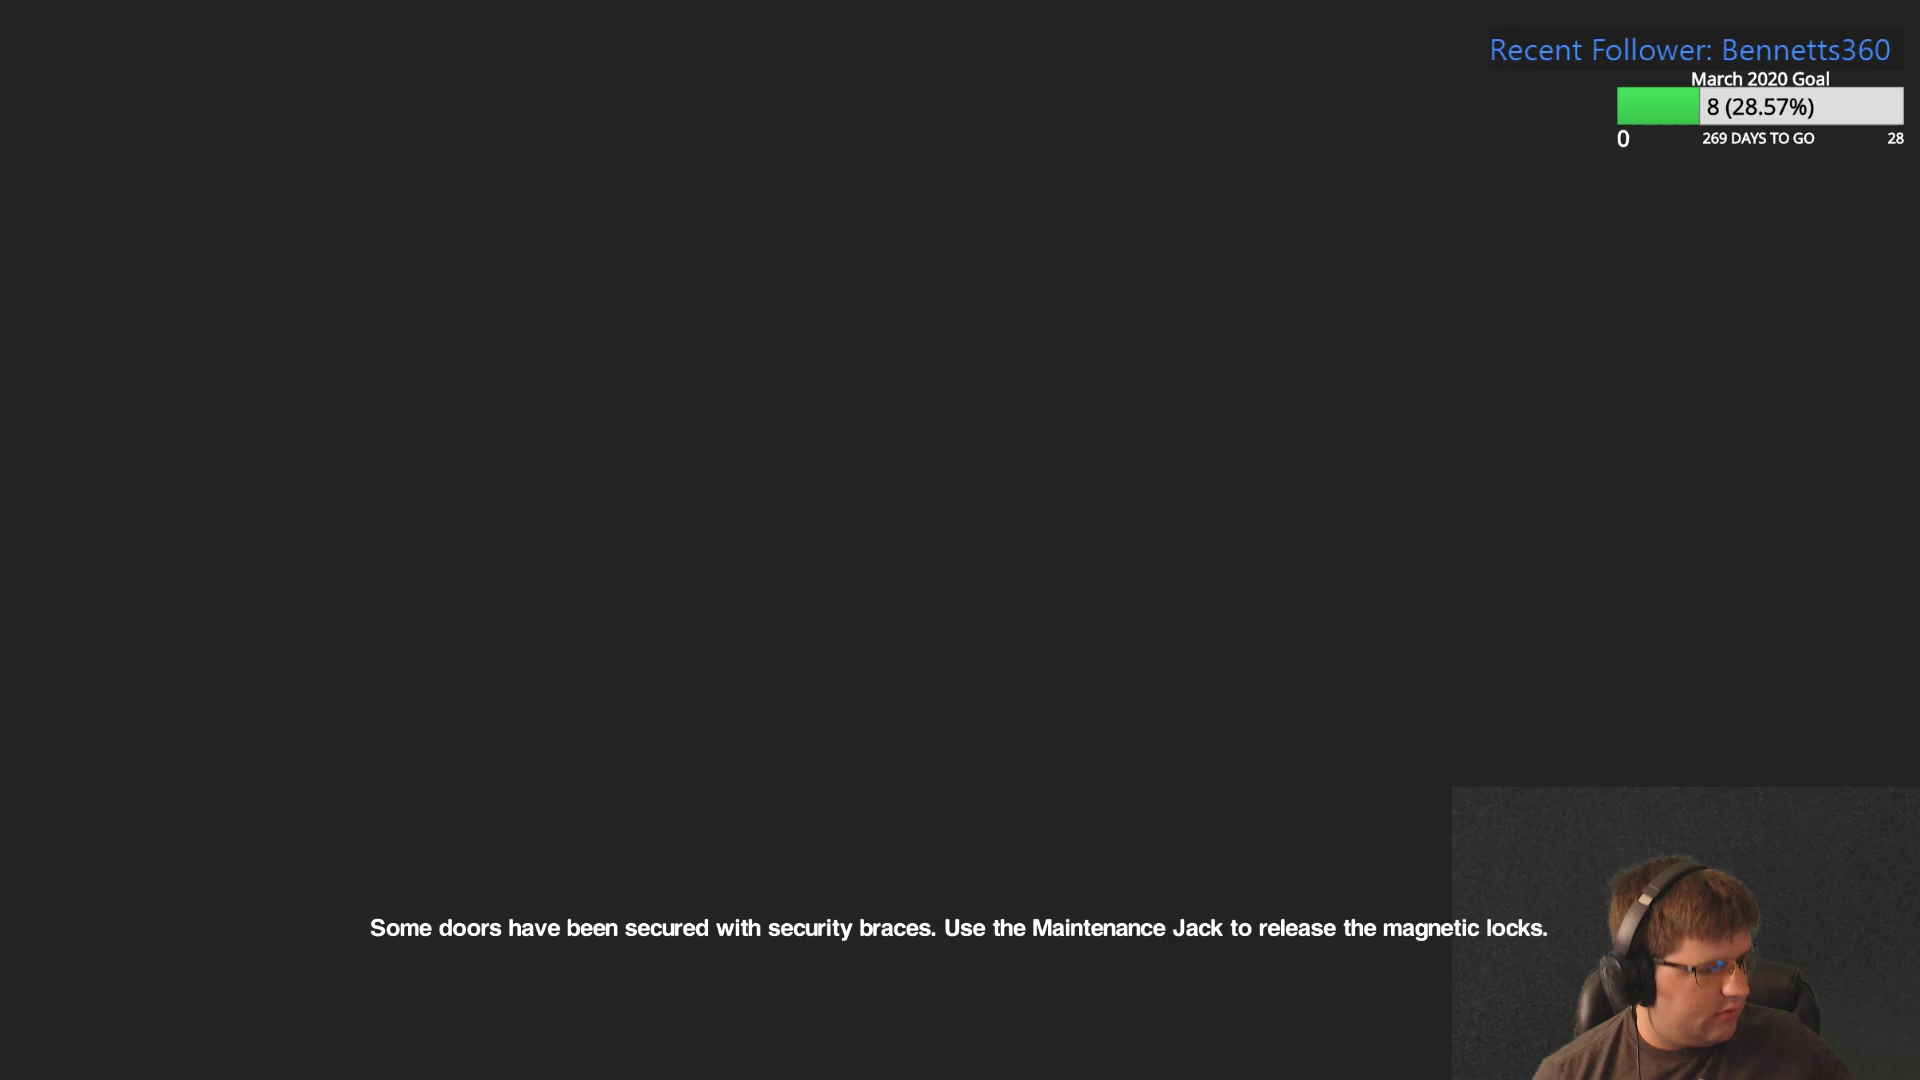 Recent Follower: Bennetts360
March 2020 Goal
8 (28.57%)
0 269 DAYS TO GO 28
Some doors have been secured with security braces. Use the Maintenance Jack to release the magnetic locks.